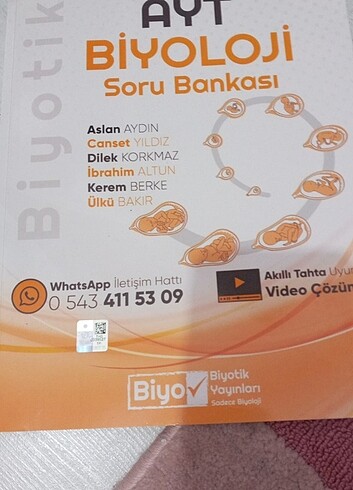 AYT
BİYOLOJİ
Soru Bankası
Biyotik
Aslan AYDIN
Canset YILDIZ
Dilek KORKMAZ
İbrahim ALTUN
Kerem BERKE
Ülkü BAKIR
WhatsApp İletişim Hattı
0 543 411 53 09
Akıllı Tahta Uyum
Video Çözüm
Biyo
Biyotik
Yayınları
Sadece Biyoloji